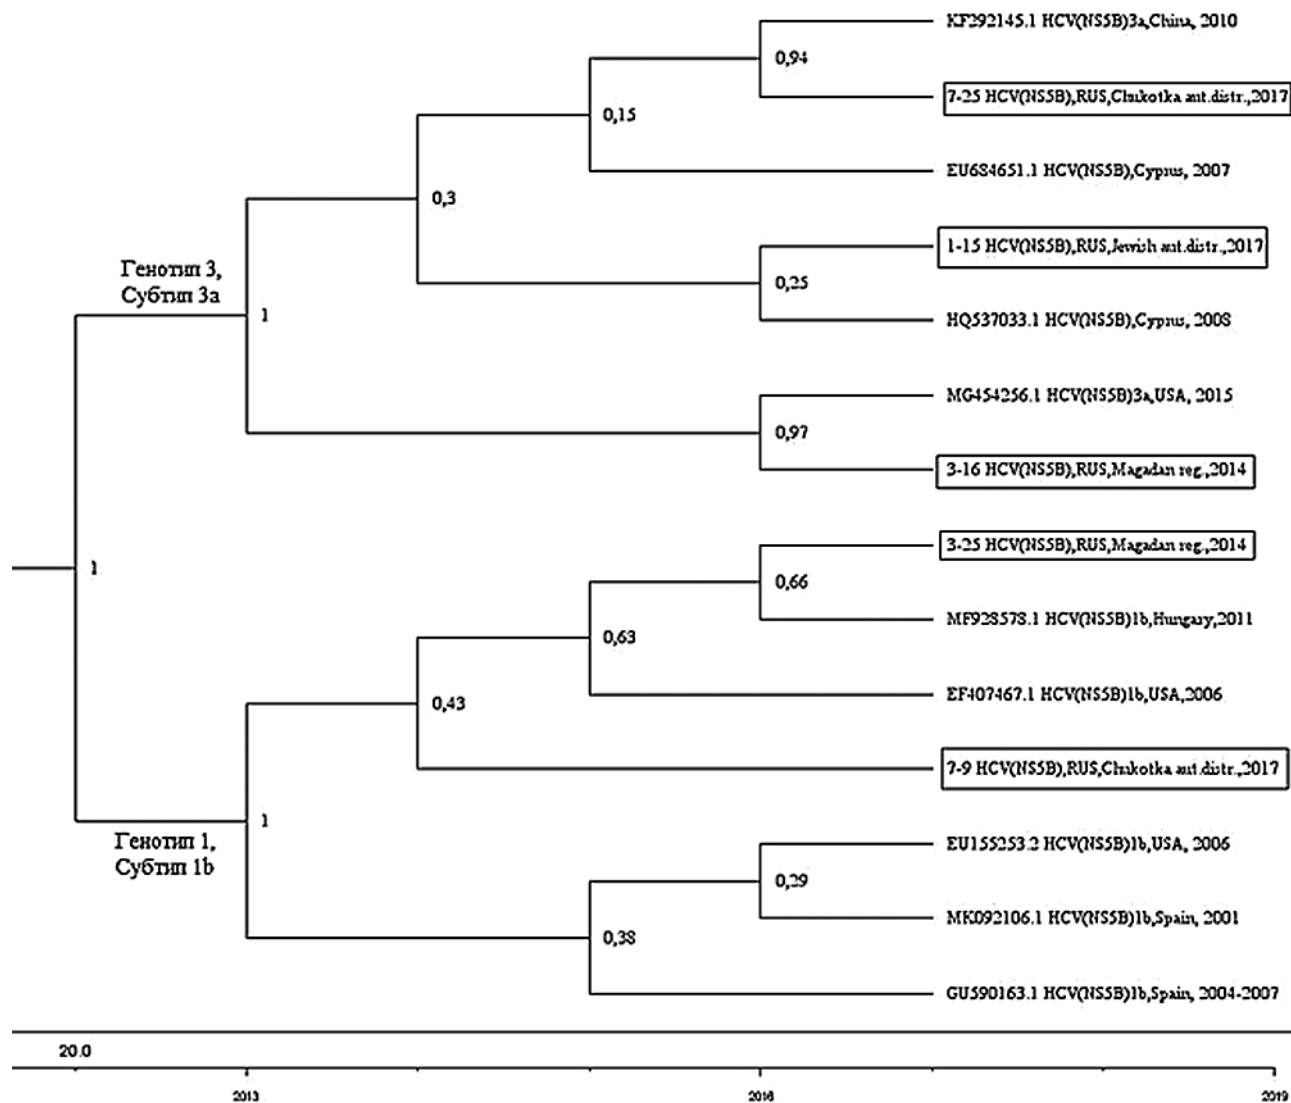 KF292145.1 HCV(NS5B)3a,China, 2010
0,94
7-25 HCV(NS5B),RUS,Chukotka aut.distr.,2017
0,15
EU684651.1 HCV(NS5B),Cyprus, 2007
0,3
1-15 HCV(NS5B),RUS,Jewish aut.distr.,2017
Генотип 3,
Субтип 3a
0,25
1
HQ537033.1 HCV(NS5B),Cyprus, 2008
MG454256.1 HCV(NS5B)3a,USA, 2015
0,97
3-16 HCV(NS5B),RUS,Magadan reg.,2014
3-25 HCV(NS5B),RUS,Magadan reg.,2014
1
0,66
MF928578.1 HCV(NS5B)1b,Hungary,2011
0,63
EF407467.1 HCV(NS5B)1b,USA,2006
0,43
7-9 HCV(NS5B),RUS,Chukotka aut.distr.,2017
1
Генотип 1,
Субтип 1b
EU155253.2 HCV(NS5B)1b,USA, 2006
0,29
MK092106.1 HCV(NS5B)1b,Spain, 2001
0,38
GU590163.1 HCV(NS5B)1b,Spain, 2004-2007
20.0
2013
2016
2019